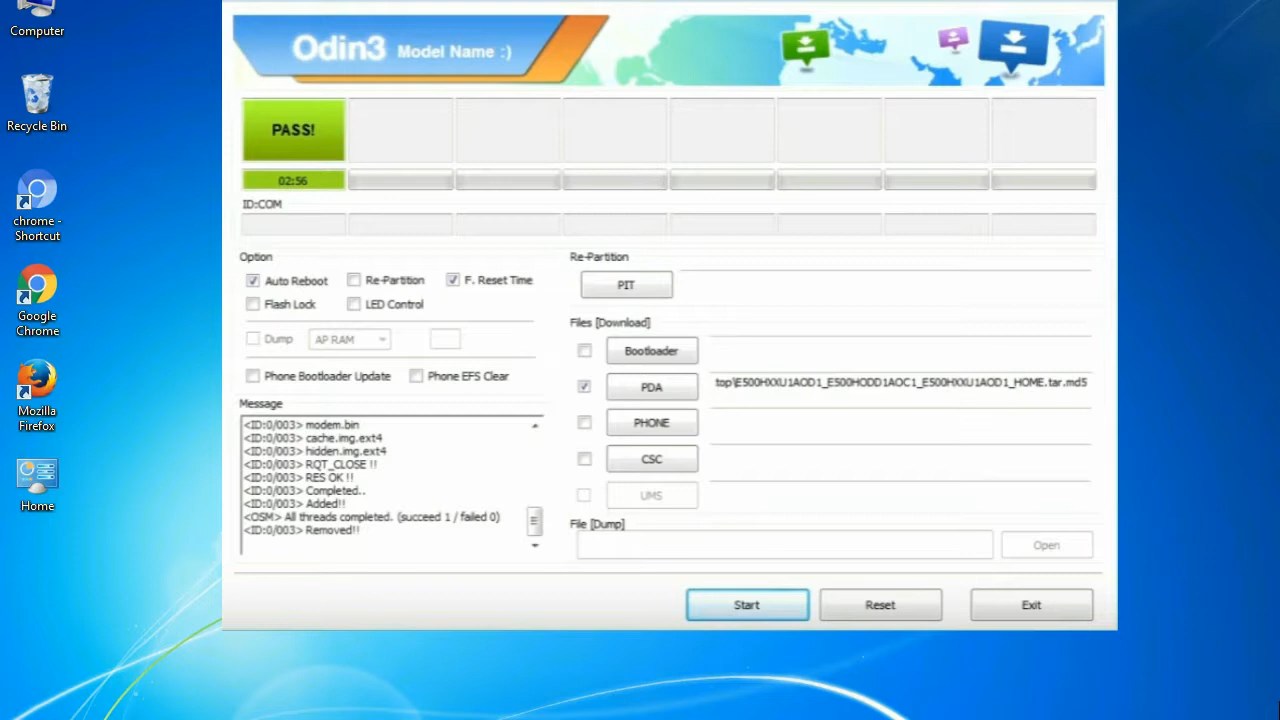 Computer
Recycle Bin
chrome -
Shortcut
Google
Chrome
Mozilla
Firefox
Home
Odin3 Model Name :)
PASS!
02:56
ID:COM
Option
Auto Reboot
Re-Partition
F. Reset Time
Flash Lock
LED Control
Dump
AP RAM
Phone Bootloader Update
Phone EFS Clear
Message
<ID:0/003> modem.bin
<ID:0/003> cache.img.ext4
<ID:0/003> hidden.img.ext4
<ID:0/003> RQT_CLOSE !!
<ID:0/003> RES OK !!
<ID:0/003> Completed..
<ID:0/003> Added!!
<OSM> All threads completed. (succeed 1 / failed 0)
<ID:0/003> Removed!!
Re-Partition
PIT
Files [Download]
Bootloader
PDA
top\E500HXXU1AOD1_E500HODD1AOC1_E500HXXU1AOD1_HOME.tar.md5
PHONE
CSC
UMS
File [Dump]
Open
Start
Reset
Exit